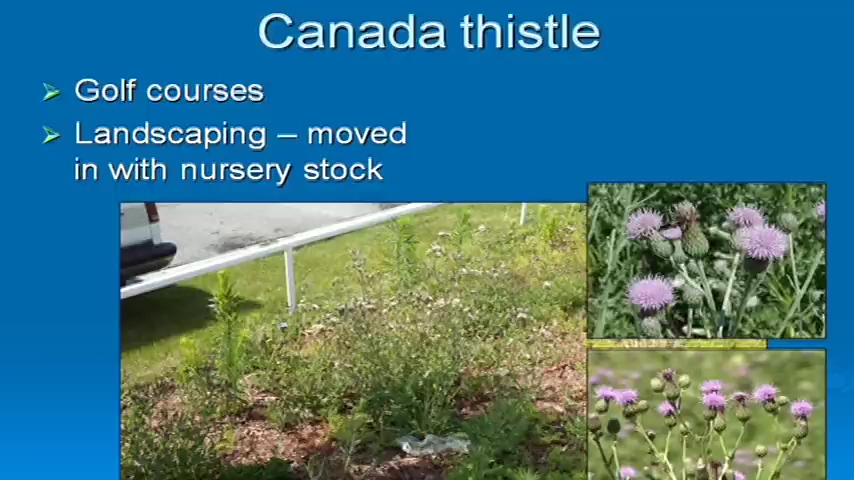 Canada thistle
Golf courses
Landscaping – moved
in with nursery stock